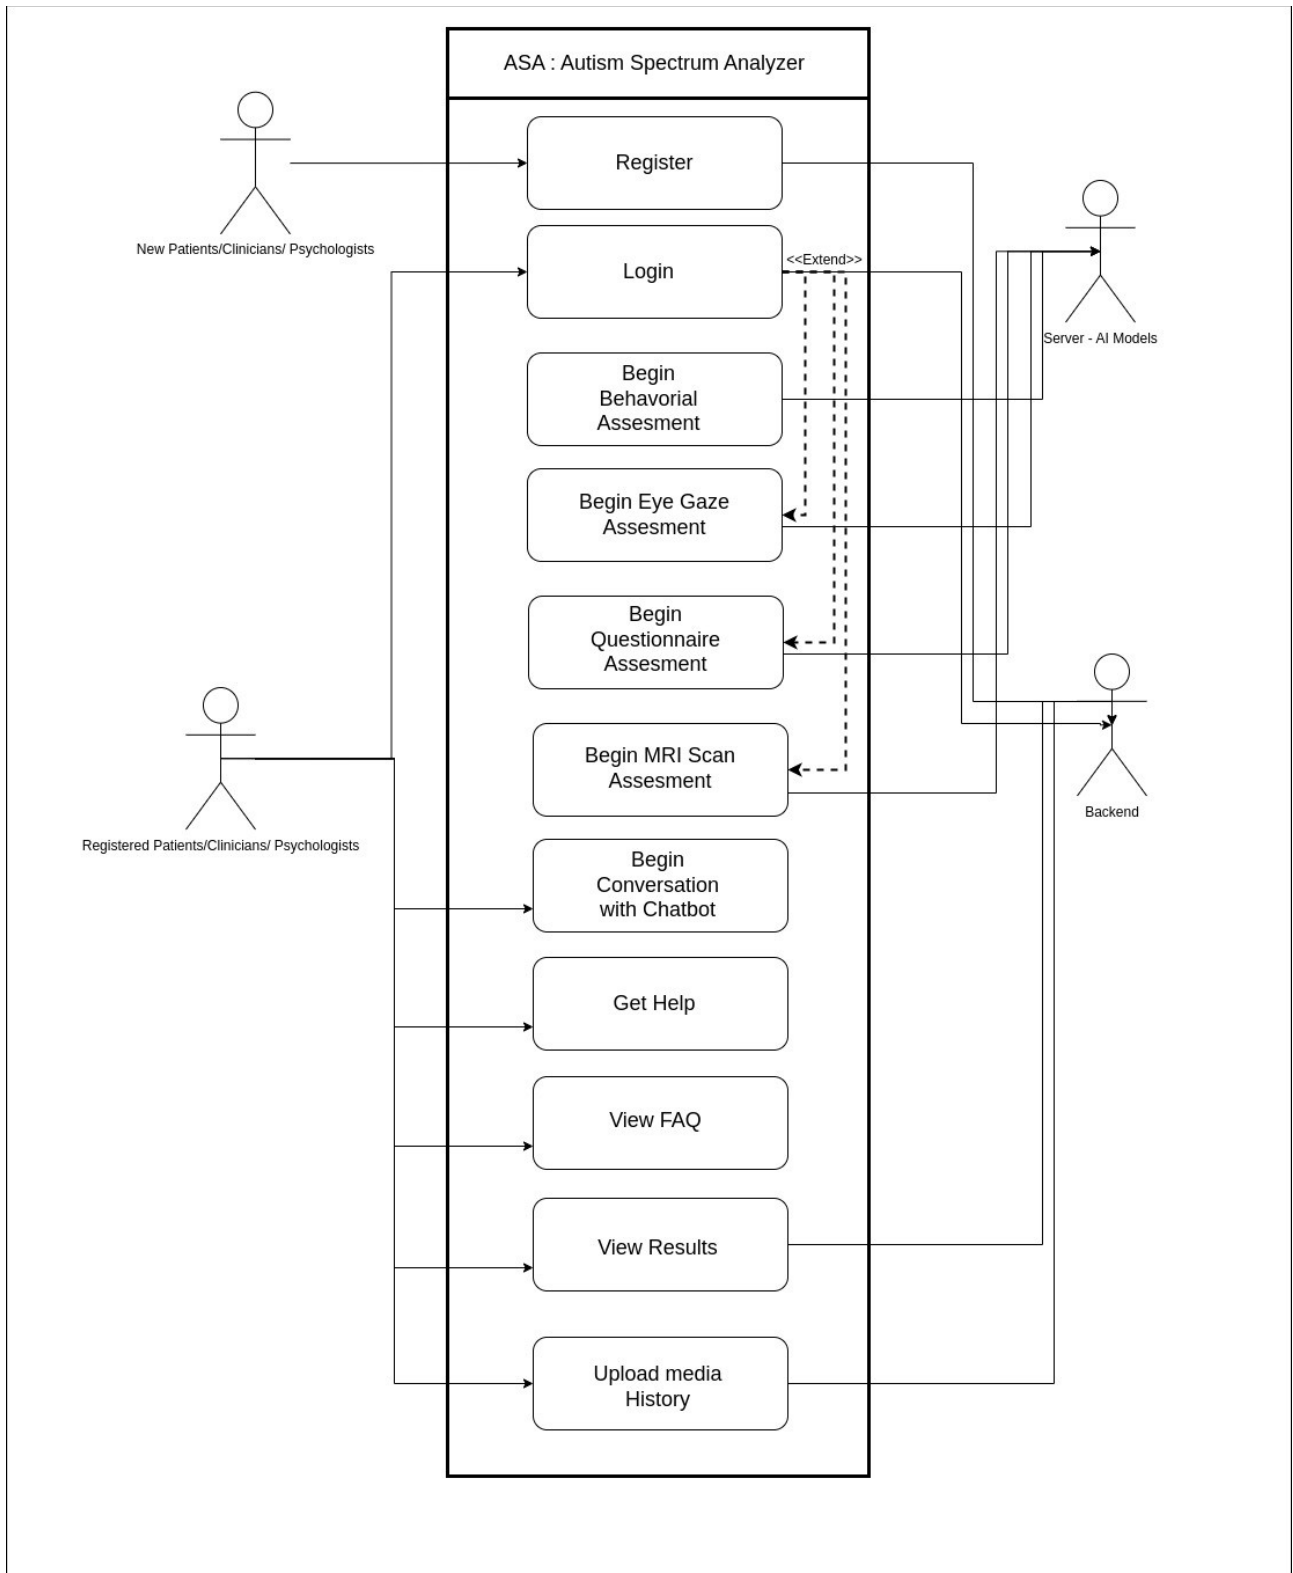 ASA : Autism Spectrum Analyzer
Register
New Patients/Clinicians/ Psychologists
Login
<<Extend>>
Server - AI Models
Begin
Behavorial
Assesment
Begin Eye Gaze
Assesment
Begin
Questionnaire
Assesment
Begin MRI Scan
Assesment
Backend
Registered Patients/Clinicians/ Psychologists
Begin
Conversation
with Chatbot
Get Help
View FAQ
View Results
Upload media
History